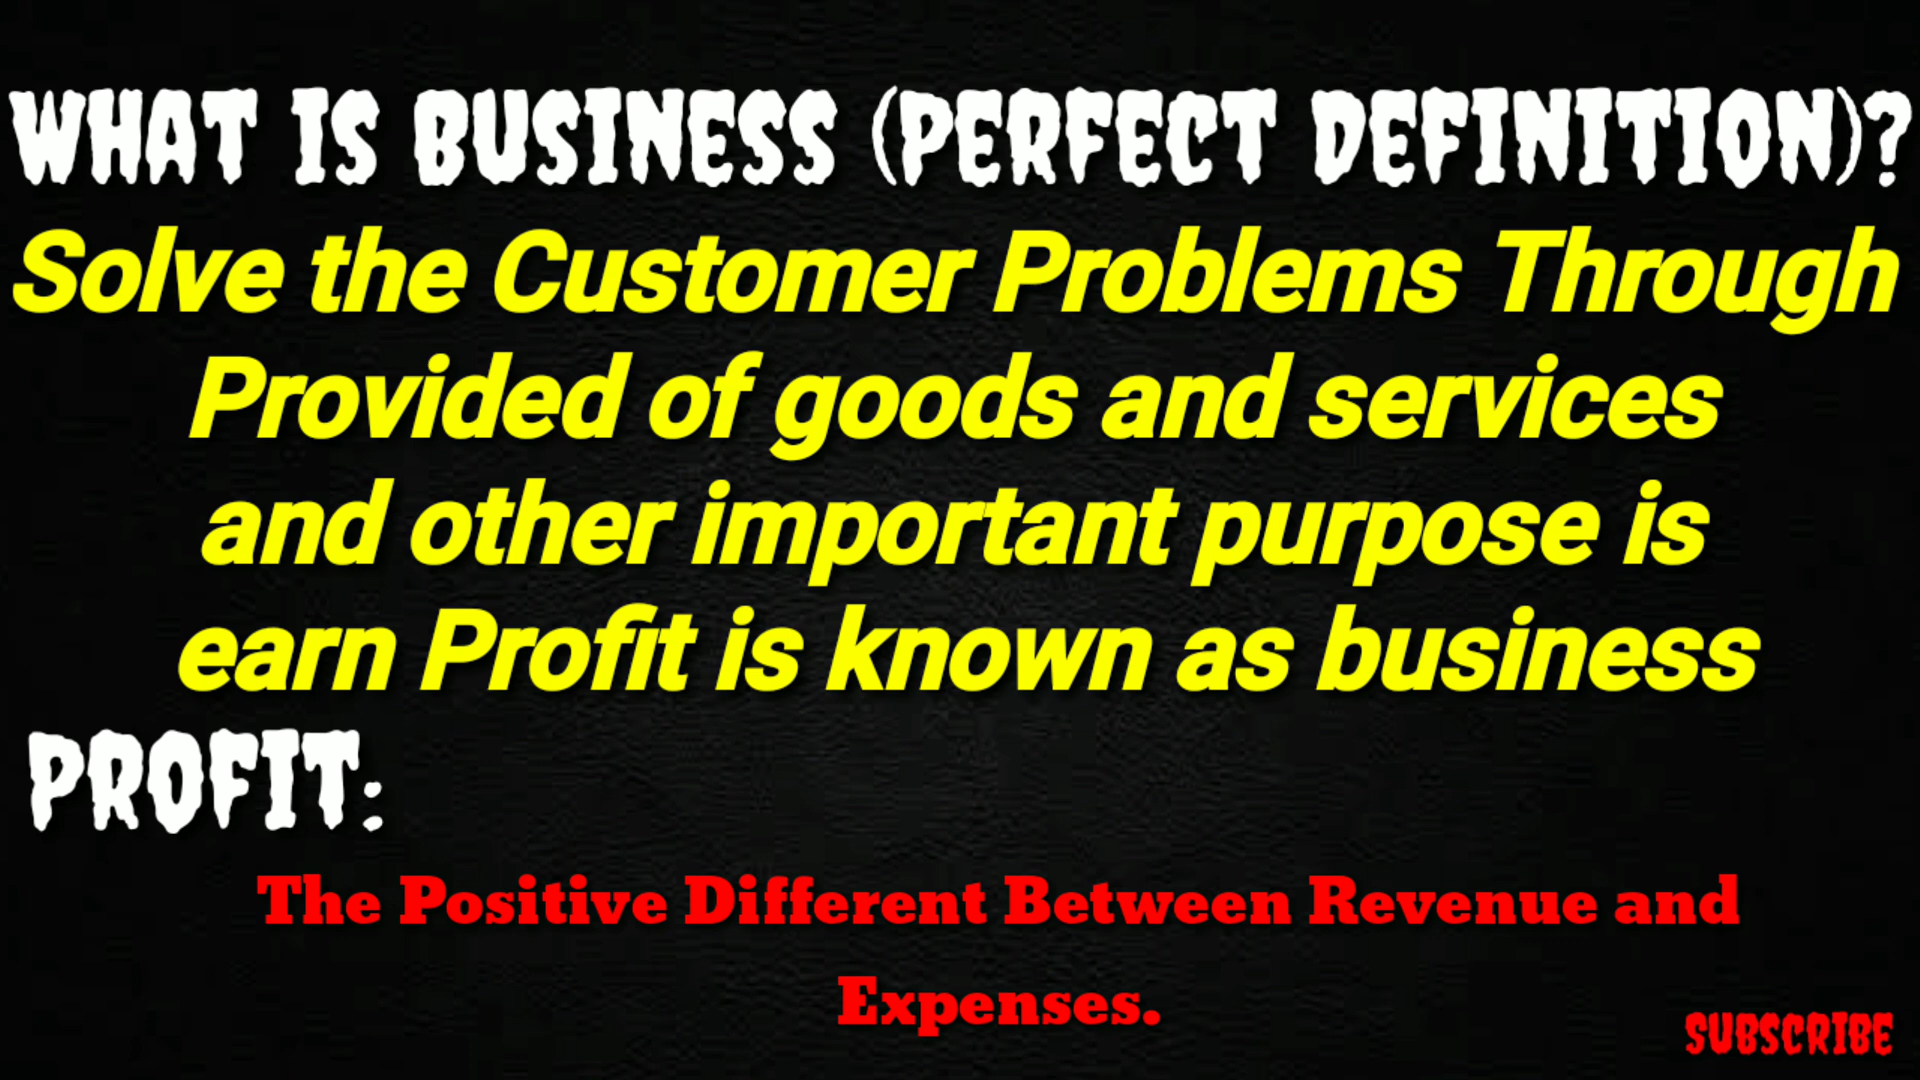 WHAT IS BUSINESS (PERFECT DEFINITION)?
Solve the Customer Problems Through
Provided of goods and services
and other important purpose is
earn Profit is known as business
PROFIT:
The Positive Different Between Revenue and
Expenses.
SUBSCRIBE